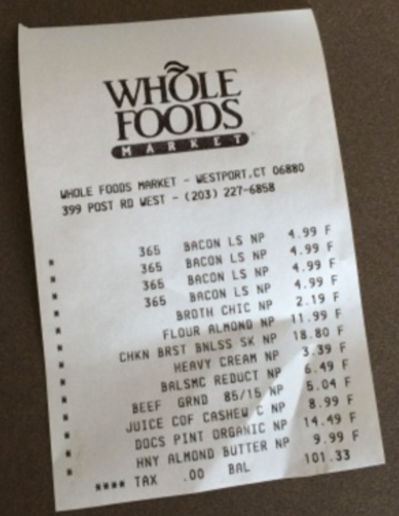 WHOLE
FOODS
MARKET
WHOLE FOODS MARKET - WESTPORT,CT 06880
399 POST RD WEST - (203) 227-6858
* 365 BACON LS NP 4.99 F
* 365 BACON LS NP 4.99 F
* 365 BACON LS NP 4.99 F
* 365 BACON LS NP 4.99 F
* BROTH CHIC NP 2.19 F
* FLOUR ALMOND NP 11.99 F
* CHKN BRST BNLSS SK NP 18.80 F
* HEAVY CREAM NP 3.39 F
* BALSMC REDUCT NP 6.49 F
* BEEF GRND 85/15 NP 5.04 F
* JUICE COF CASHEW C NP 8.99 F
* DOCS PINT ORGANIC NP 14.49 F
* HNY ALMOND BUTTER NP 9.99 F
**** TAX .00 BAL 101.33